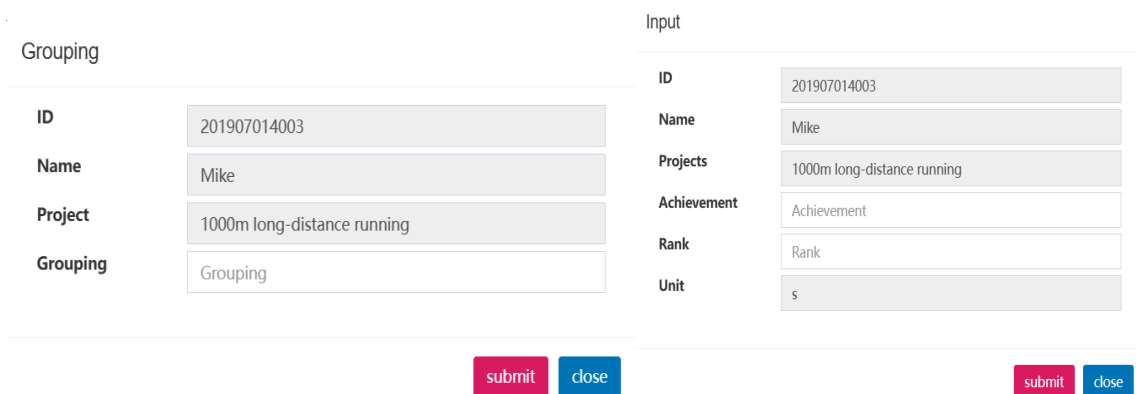 Grouping
ID
201907014003
Name
Mike
Project
1000m long-distance running
Grouping
Grouping
submit
close
Input
ID
201907014003
Name
Mike
Projects
1000m long-distance running
Achievement
Achievement
Rank
Rank
Unit
s
submit
close